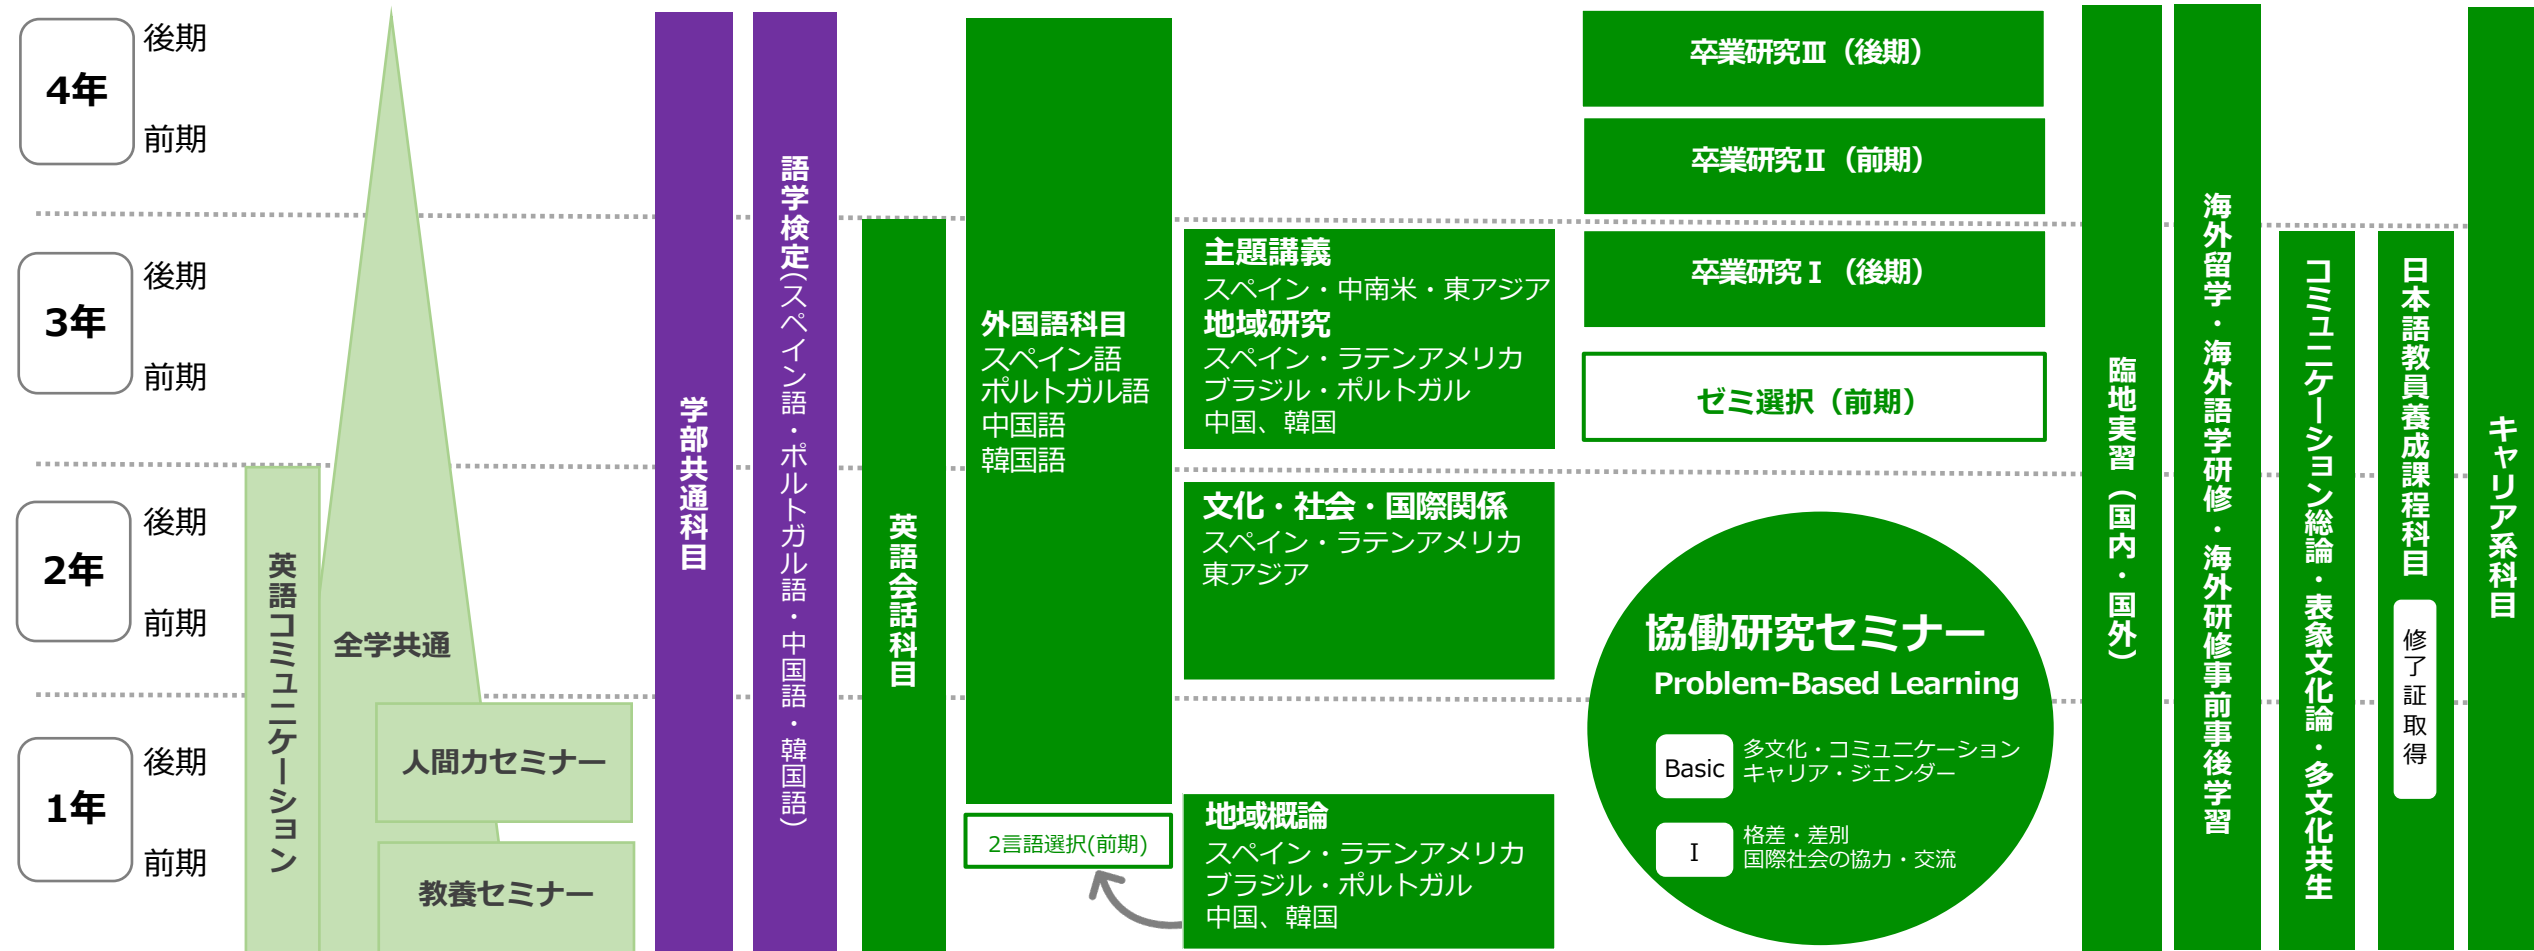 4年
後期
前期
3年
後期
前期
2年
後期
前期
1年
後期
前期
英語コミュニケーション
全学共通
人間力セミナー
教養セミナー
学部共通科目
語学検定(スペイン語・ポルトガル語・中国語・韓国語)
英語会話科目
外国語科目
スペイン語
ポルトガル語
中国語
韓国語
2言語選択(前期)
主題講義
スペイン・中南米・東アジア
地域研究
スペイン・ラテンアメリカ
ブラジル・ポルトガル
中国、韓国
文化・社会・国際関係
スペイン・ラテンアメリカ
東アジア
地域概論
スペイン・ラテンアメリカ
ブラジル・ポルトガル
中国、韓国
卒業研究Ⅲ（後期）
卒業研究Ⅱ（前期）
卒業研究Ⅰ（後期）
ゼミ選択（前期）
協働研究セミナー
Problem-Based Learning
Basic
多文化・コミュニケーション
キャリア・ジェンダー
I
格差・差別
国際社会の協力・交流
臨地実習（国内・国外）
海外留学・海外語学研修・海外研修事前事後学習
コミュニケーション総論・表象文化論・多文化共生
日本語教員養成課程科目
修了証取得
キャリア系科目